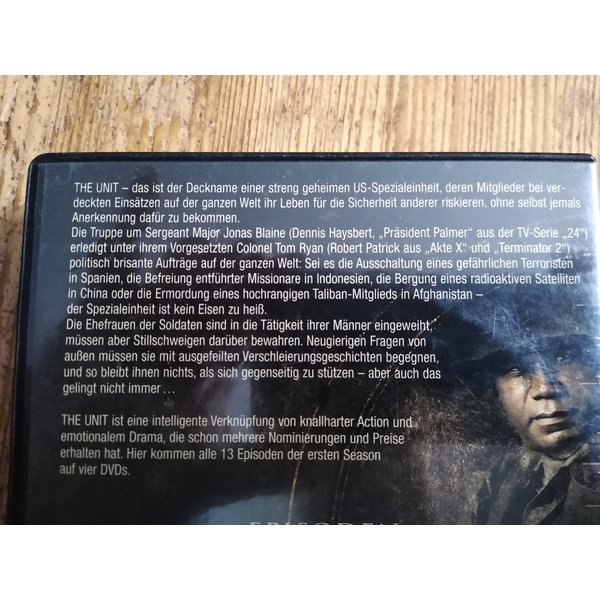 THE UNIT – das ist der Deckname einer streng geheimen US-Spezialeinheit, deren Mitglieder bei ver-
deckten Einsätzen auf der ganzen Welt ihr Leben für die Sicherheit anderer riskieren, ohne selbst jemals
Anerkennung dafür zu bekommen.
Die Truppe um Sergeant Major Jonas Blaine (Dennis Haysbert, „Präsident Palmer“ aus der TV-Serie „24“)
erledigt unter ihrem Vorgesetzten Colonel Tom Ryan (Robert Patrick aus „Akte X“ und „Terminator 2“)
politisch brisante Aufträge auf der ganzen Welt: Sei es die Ausschaltung eines gefährlichen Terroristen
in Spanien, die Befreiung entführter Missionare in Indonesien, die Bergung eines radioaktiven Satelliten
in China oder die Ermordung eines hochrangigen Taliban-Mitglieds in Afghanistan –
der Spezialeinheit ist kein Eisen zu heiß.
Die Ehefrauen der Soldaten sind in die Tätigkeit ihrer Männer eingeweiht,
müssen aber Stillschweigen darüber bewahren. Neugierigen Fragen von
außen müssen sie mit ausgefeilten Verschleierungsgeschichten begegnen,
und so bleibt ihnen nichts, als sich gegenseitig zu stützen – aber auch das
gelingt nicht immer…
THE UNIT ist eine intelligente Verknüpfung von knallharter Action und
emotionalem Drama, die schon mehrere Nominierungen und Preise
erhalten hat. Hier kommen alle 13 Episoden der ersten Season
auf vier DVDs.
EPISODEN